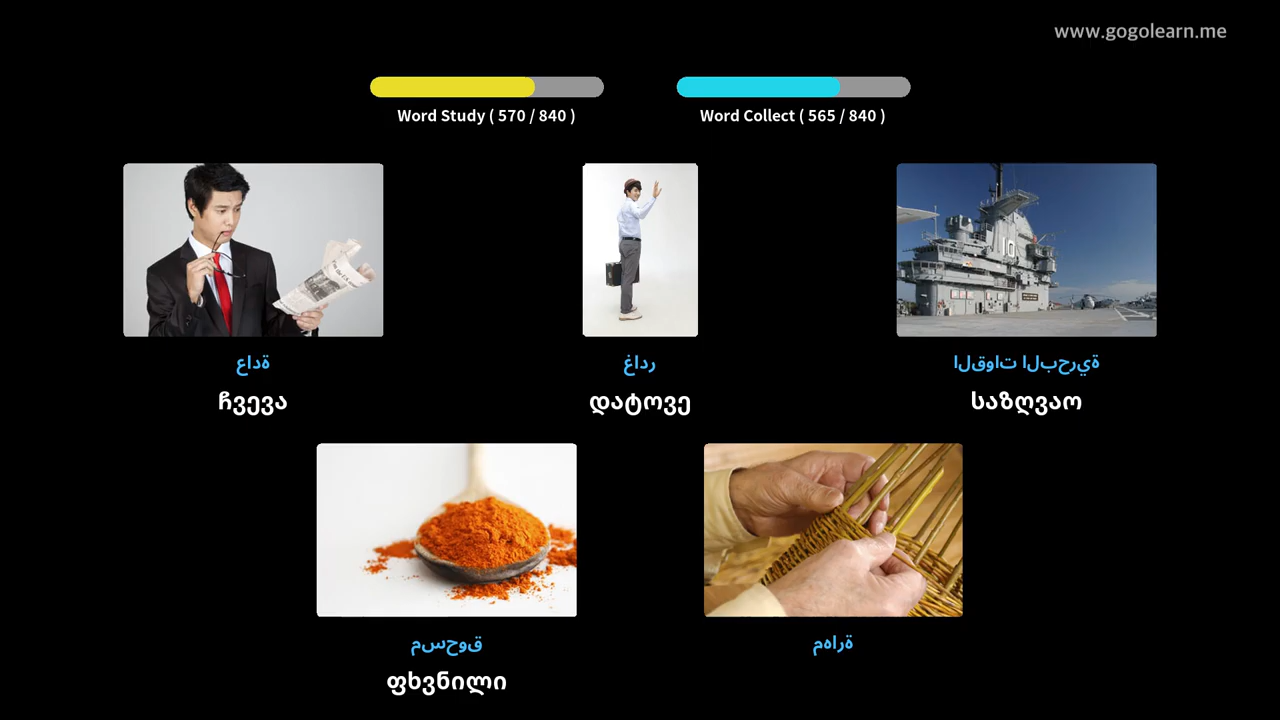 www.gogolearn.me
Word Study ( 570 / 840 )
Word Collect ( 565 / 840 )
عادة
ჩვევა
غادر
დატოვე
القوات البحرية
საზღვაო
مسحوق
ფხვნილი
مهارة